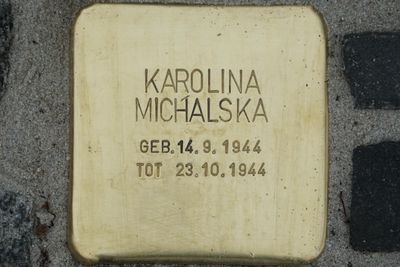 KAROLINA
MICHALSKA
GEB. 14. 9. 1944
TOT 23. 10. 1944